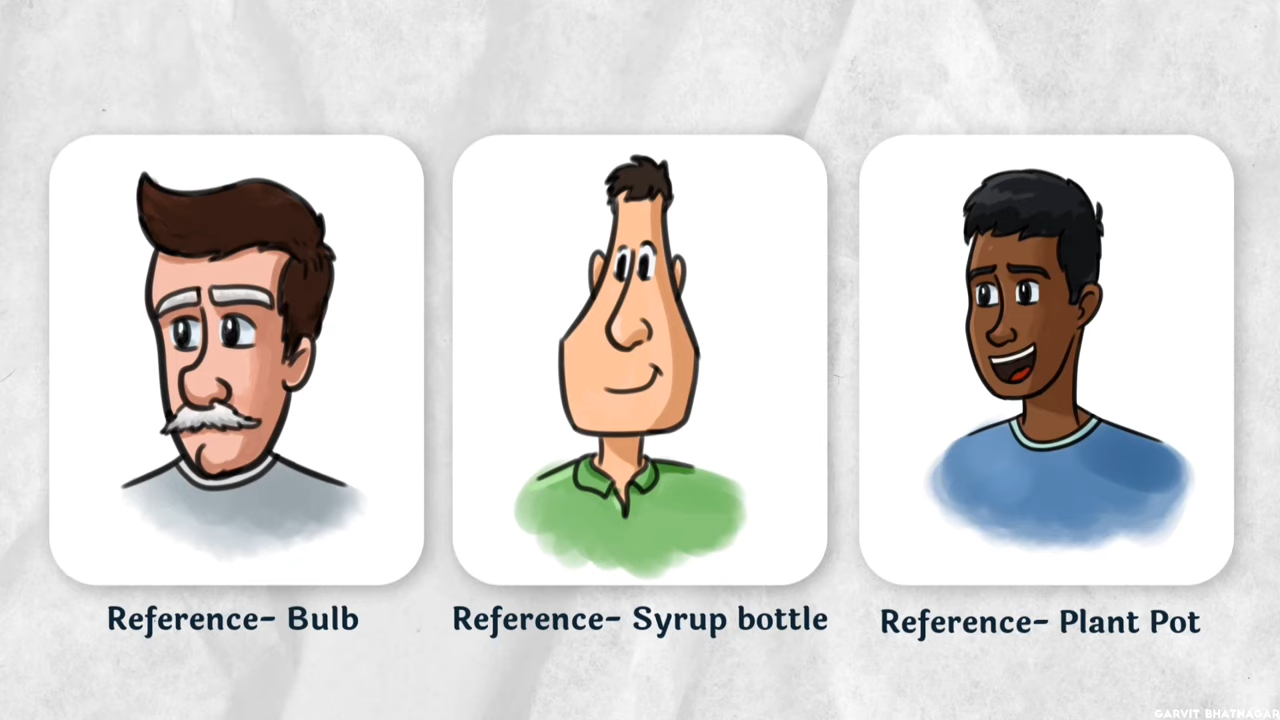 Reference- Bulb
Reference- Syrup bottle
Reference- Plant Pot
GARVIT BHATNAGAR